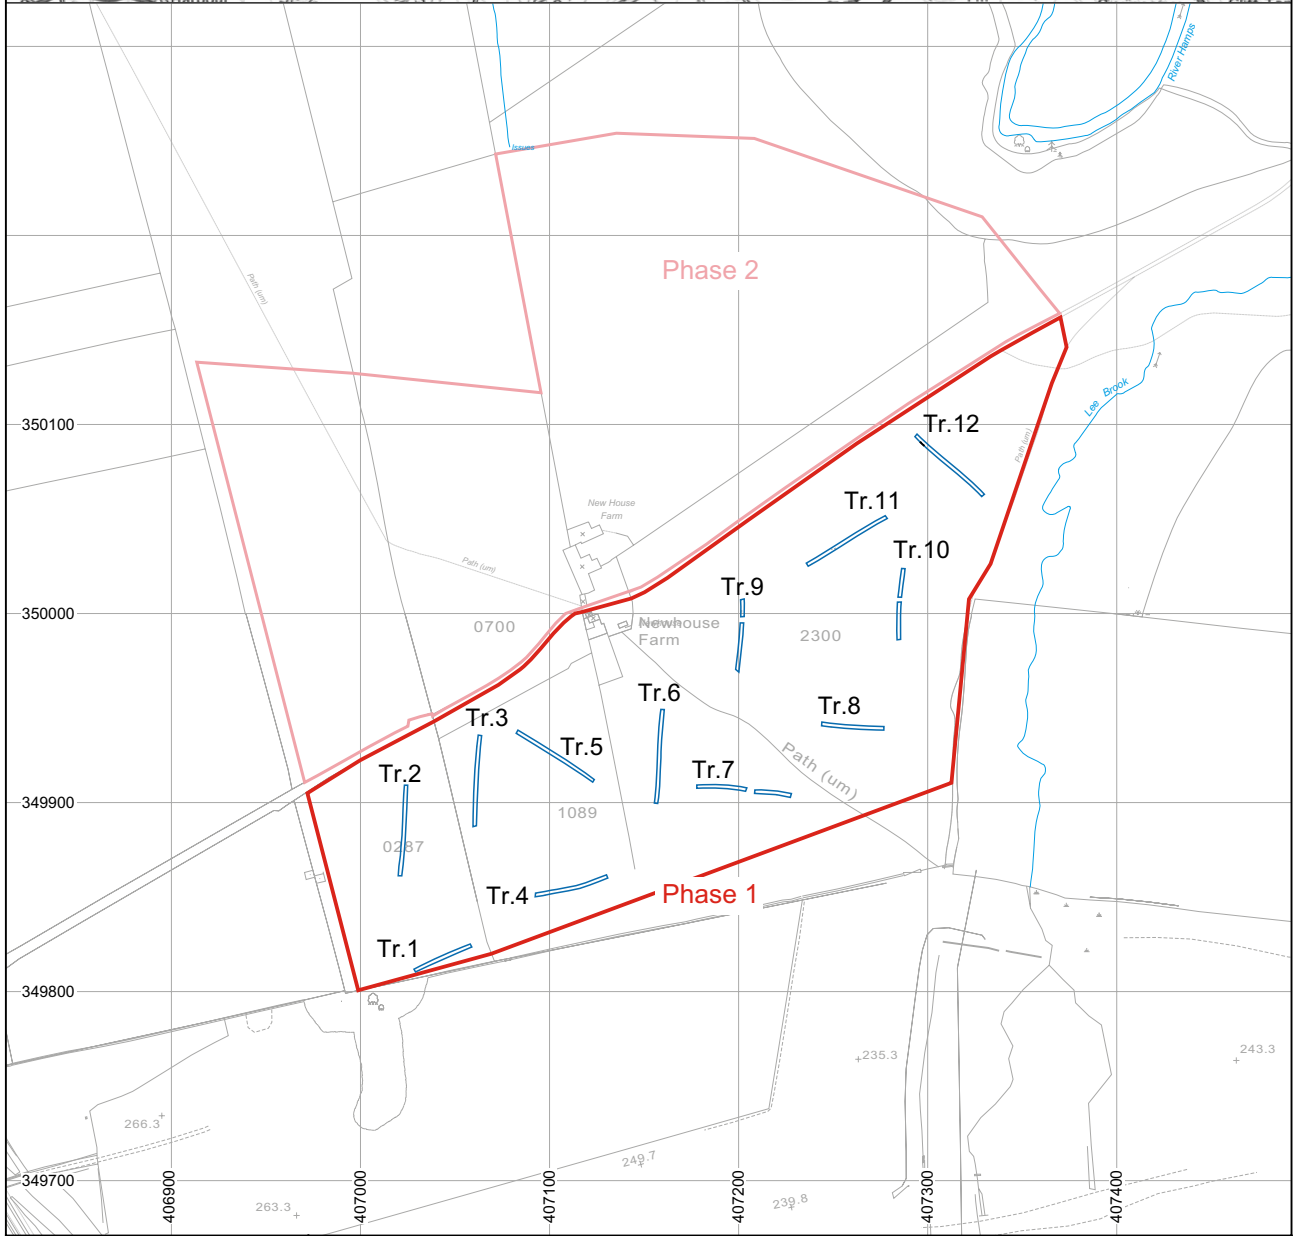 River Hamps
Issues
Phase 2
Path (um)
Lee Brook
350100
Tr.12
Path (um)
New House
Farm
Tr.11
Tr.10
Path (um)
Tr.9
350000
0700
Newhouse
Farm
2300
Tr.6
Tr.8
Tr.3
Tr.5
Path (um)
Tr.2
Tr.7
349900
1089
0287
Tr.4
Phase 1
Tr.1
349800
235.3
243.3
266.3
249.7
349700
263.3
239.8
406900
407000
407100
407200
407300
407400